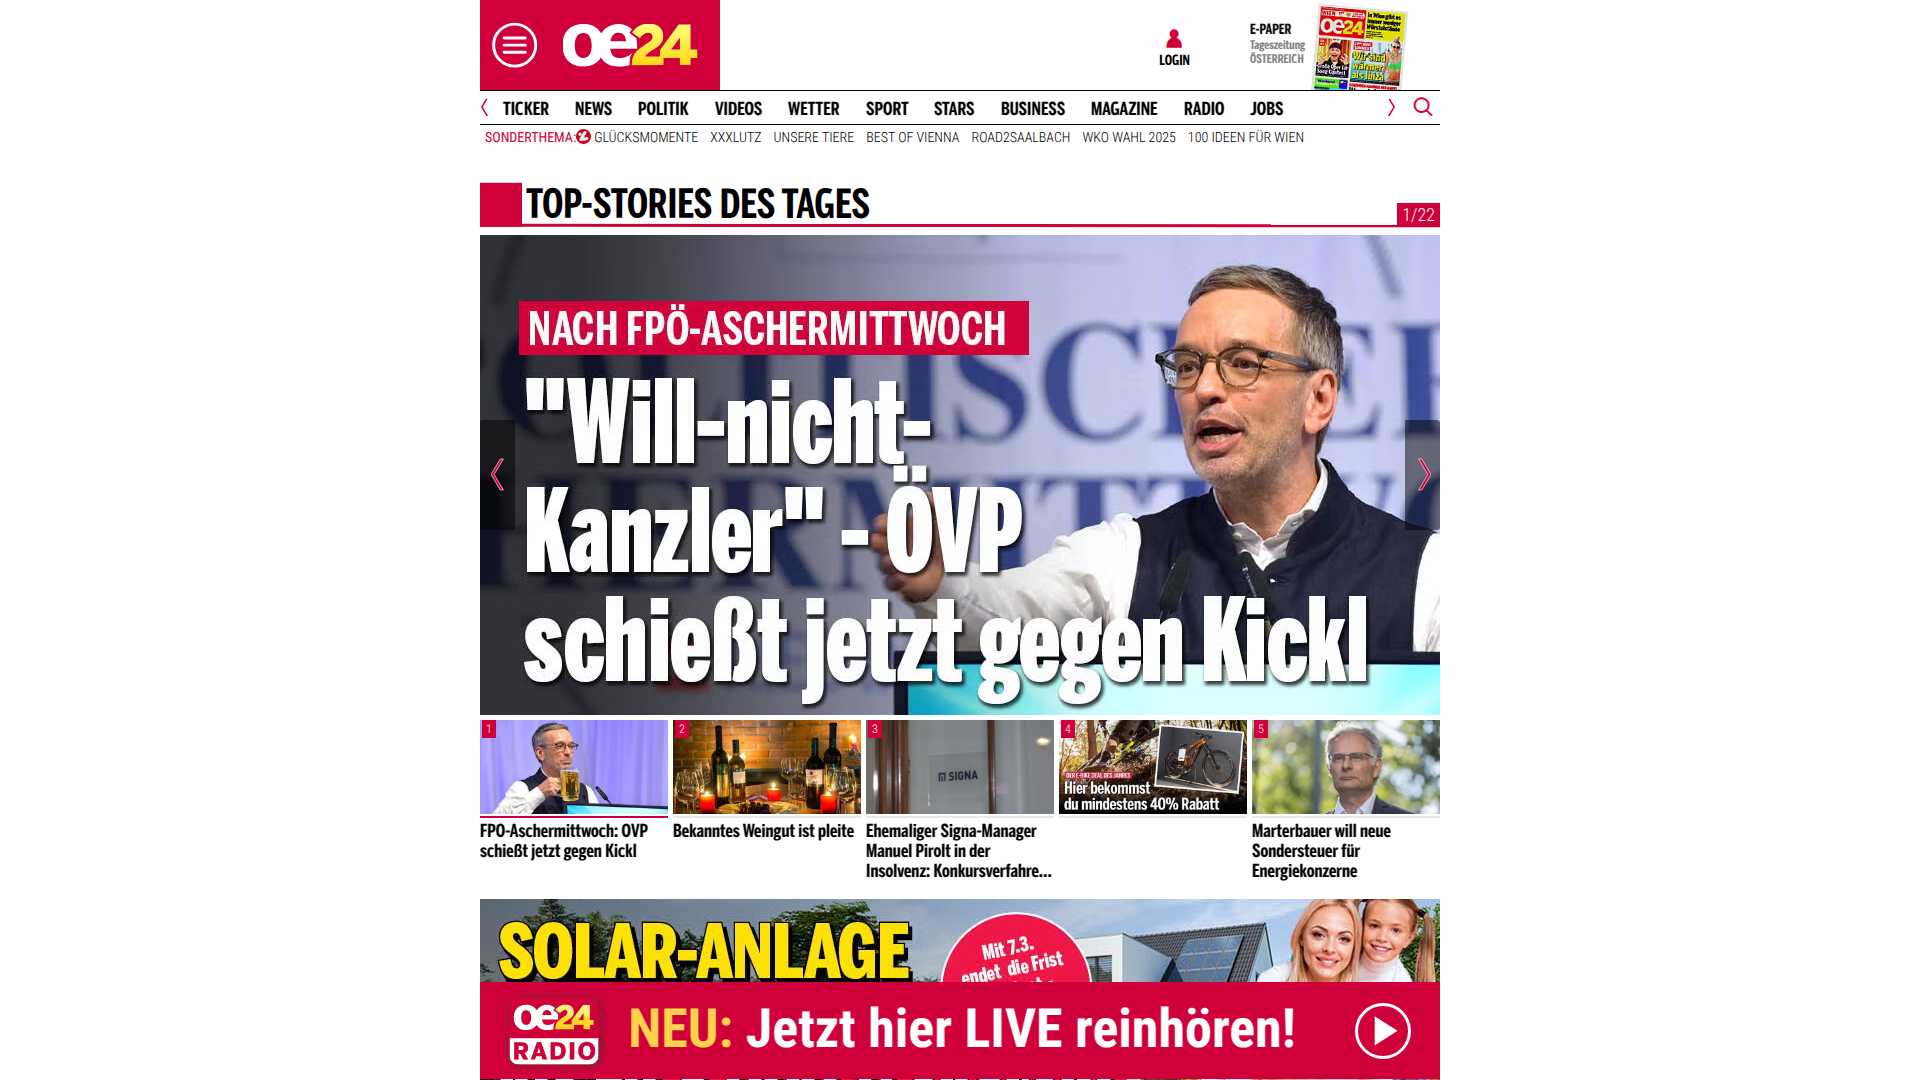 oe24
LOGIN
E-PAPER
Tageszeitung
ÖSTERREICH
oe24
TICKER NEWS POLITIK VIDEOS WETTER SPORT STARS BUSINESS MAGAZINE RADIO JOBS
SONDERTHEMA: GLÜCKSMOMENTE XXXLUTZ UNSERE TIERE BEST OF VIENNA ROAD2SAALBACH WKO WAHL 2025 100 IDEEN FÜR WIEN
TOP-STORIES DES TAGES
1/22
NACH FPÖ-ASCHERMITTWOCH
"Will-nicht-
Kanzler" - ÖVP
schießt jetzt gegen Kickl
1
2
3
4
5
SIGNA
DER E-BIKE DEAL DES JAHRES
Hier bekommst
du mindestens 40% Rabatt
FPÖ-Aschermittwoch: ÖVP
schießt jetzt gegen Kickl
Bekanntes Weingut ist pleite
Ehemaliger Signa-Manager
Manuel Pirolt in der
Insolvenz: Konkursverfahre...
Marterbauer will neue
Sondersteuer für
Energiekonzerne
SOLAR-ANLAGE
Mit 7.3.
endet die Frist
oe24
RADIO
NEU: Jetzt hier LIVE reinhören!